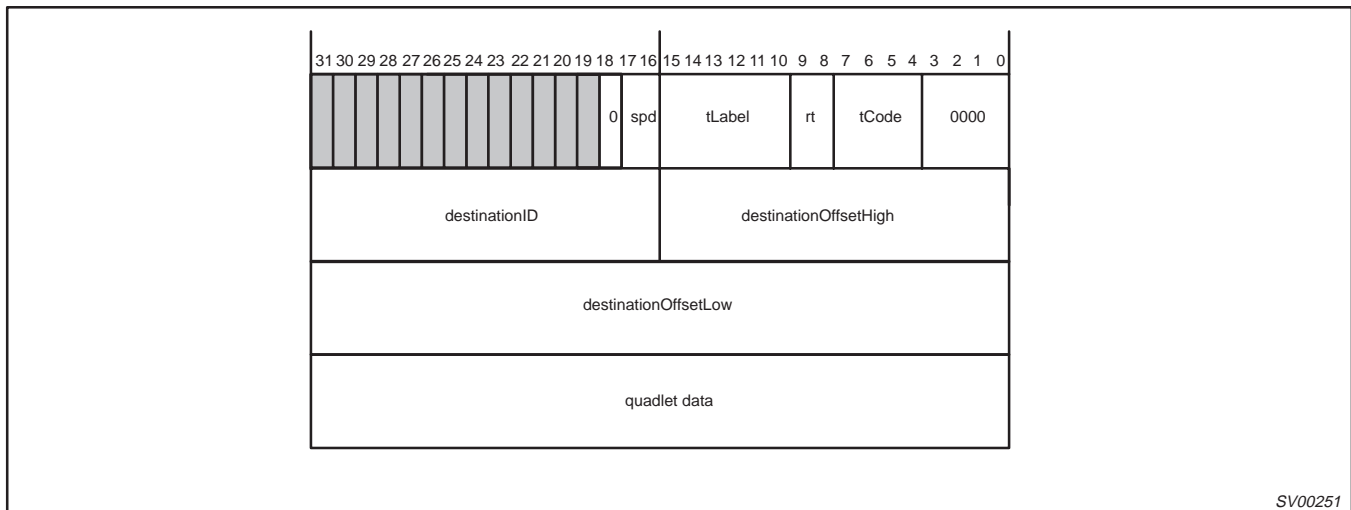 31 30 29 28 27 26 25 24 23 22 21 20 19 18 17 16 15 14 13 12 11 10 9 8 7 6 5 4 3 2 1 0
0 spd tLabel rt tCode 0000
destinationID destinationOffsetHigh
destinationOffsetLow
quadlet data
SV00251